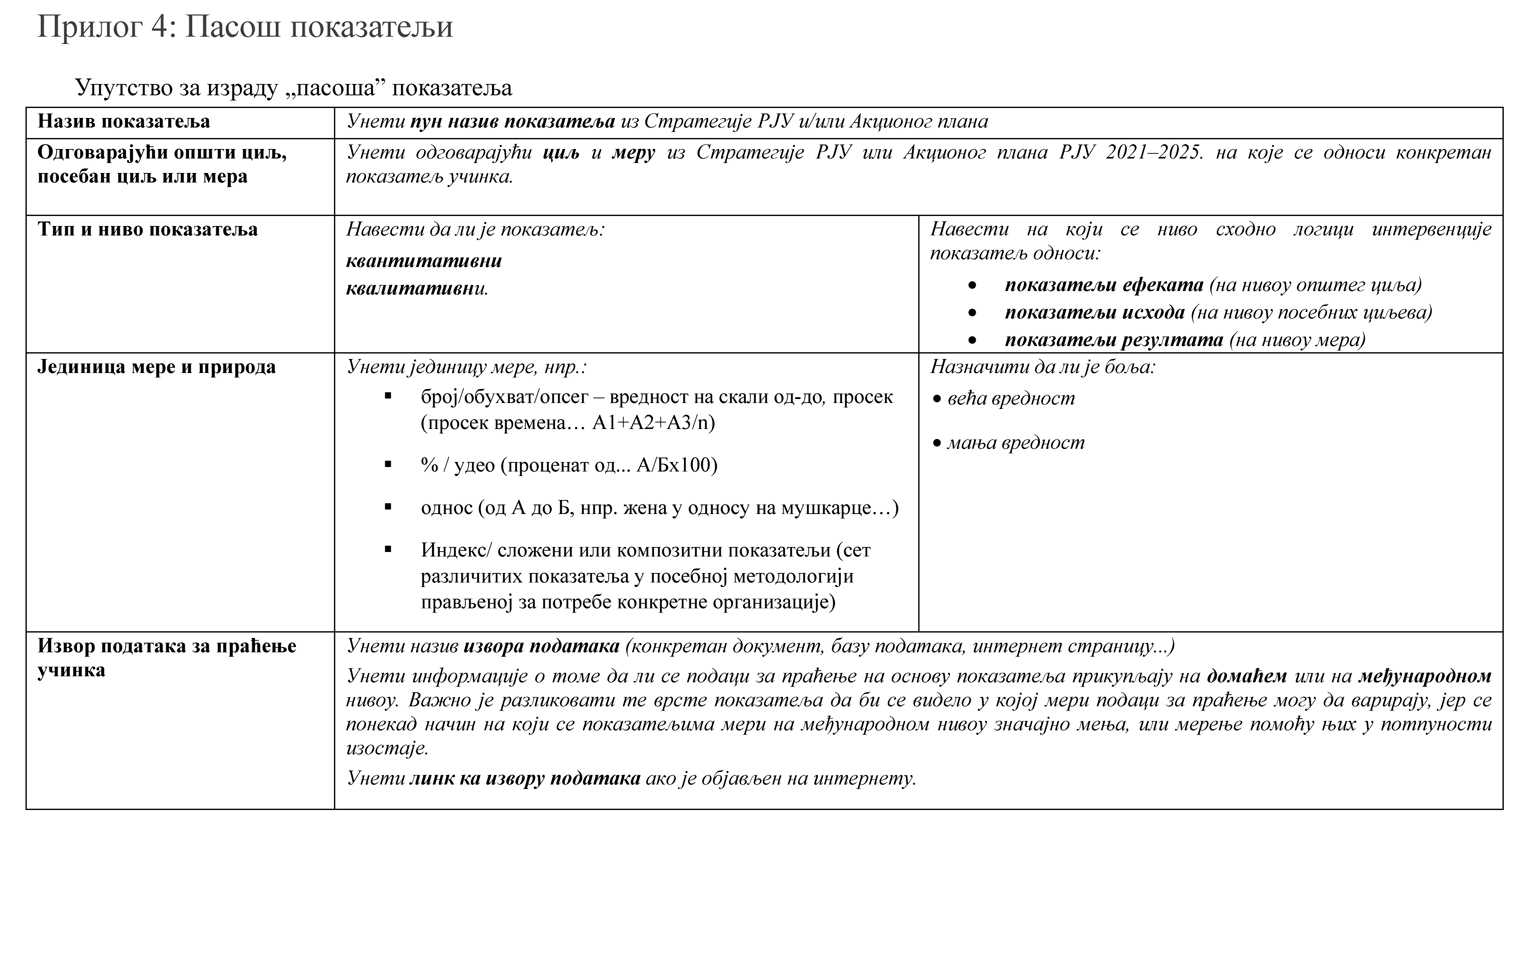 Прилог 4: Пасош показатељи
Упутство за израду „пасоша” показатеља
Назив показатеља
Унети пун назив показатеља из Стратегије РЈУ и/или Акционог плана
Одговарајући општи циљ,
посебан циљ или мера
Унети одговарајући циљ и меру из Стратегије РЈУ или Акционог плана РЈУ 2021–2025. на које се односи конкретан
показатељ учинка.
Тип и ниво показатеља
Навести да ли је показатељ:
квантитативни
квалитативни.
Навести на који се ниво сходно логици интервенције
показатељ односи:
• показатељи ефеката (на нивоу општег циља)
• показатељи исхода (на нивоу посебних циљева)
• показатељи резултата (на нивоу мера)
Јединица мере и природа
Унети јединицу мере, нпр.:
▪ број/обухват/опсег – вредност на скали од-до, просек
(просек времена… А1+А2+А3/n)
▪ % / удео (проценат од... А/Бх100)
▪ однос (од А до Б, нпр. жена у односу на мушкарце…)
▪ Индекс/ сложени или композитни показатељи (сет
различитих показатеља у посебној методологији
прављеној за потребе конкретне организације)
Назначити да ли је боља:
• већа вредност
• мања вредност
Извор података за праћење
учинка
Унети назив извора података (конкретан документ, базу података, интернет страницу...)
Унети информације о томе да ли се подаци за праћење на основу показатеља прикупљају на домаћем или на међународном
нивоу. Важно је разликовати те врсте показатеља да би се видело у којој мери подаци за праћење могу да варирају, јер се
понекад начин на који се показатељима мери на међународном нивоу значајно мења, или мерење помоћу њих у потпуности
изостаје.
Унети линк ка извору података ако је објављен на интернету.